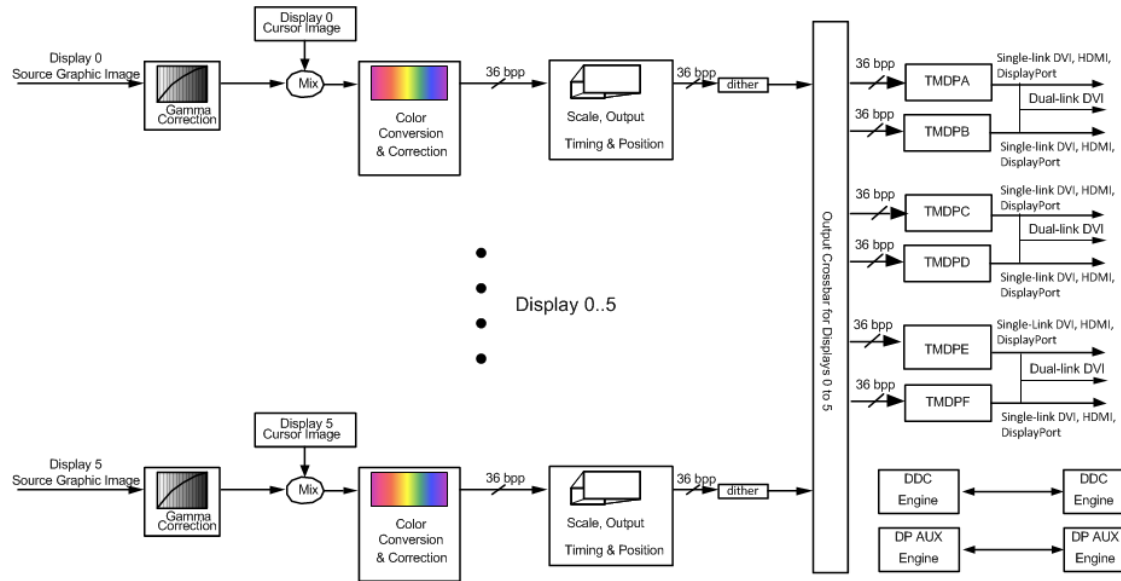 Display 0
Source Graphic Image
Gamma
Correction
Display 0
Cursor Image
Mix
Color
Conversion
& Correction
36 bpp
Scale, Output
Timing & Position
36 bpp
dither
Display 0..5
Display 5
Source Graphic Image
Gamma
Correction
Display 5
Cursor Image
Mix
Color
Conversion
& Correction
36 bpp
Scale, Output
Timing & Position
36 bpp
dither
Output Crossbar for Displays 0 to 5
36 bpp
TMDPA
Single-link DVI, HDMI,
DisplayPort
Dual-link DVI
36 bpp
TMDPB
Single-link DVI, HDMI,
DisplayPort
36 bpp
TMDPC
Single-link DVI, HDMI,
DisplayPort
Dual-link DVI
36 bpp
TMDPD
Single-link DVI, HDMI,
DisplayPort
36 bpp
TMDPE
Single-Link DVI, HDMI,
DisplayPort
Dual-link DVI
36 bpp
TMDPF
Single-link DVI, HDMI,
DisplayPort
DDC
Engine
DDC
Engine
DP AUX
Engine
DP AUX
Engine